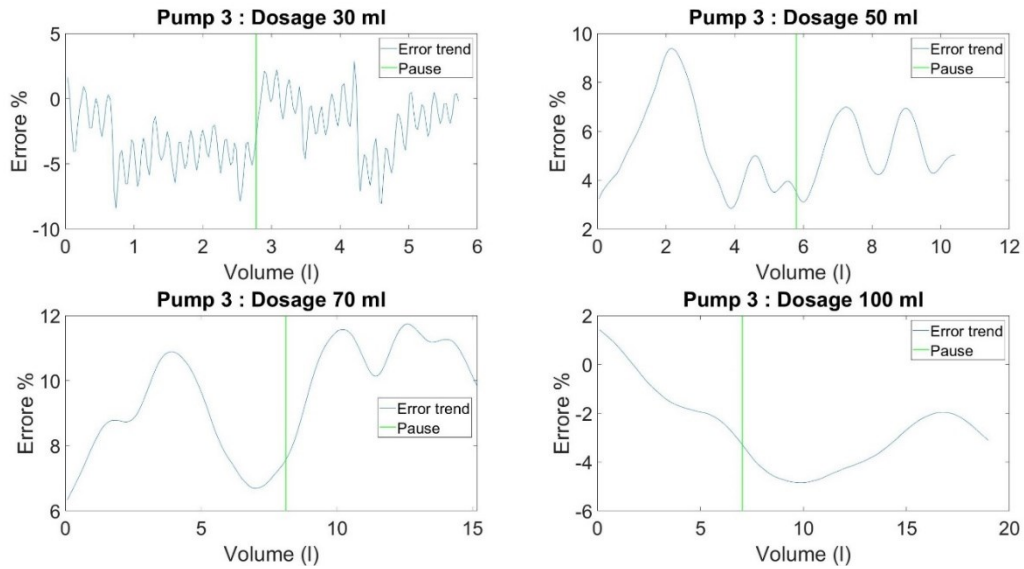 Pump 3 : Dosage 30 ml
Errore %
5
0
-5
-10
Error trend
Pause
0 1 2 3 4 5 6
Volume (l)
Pump 3 : Dosage 50 ml
Errore %
10
8
6
4
2
Error trend
Pause
0 2 4 6 8 10 12
Volume (l)
Pump 3 : Dosage 70 ml
Errore %
12
10
8
6
Error trend
Pause
0 5 10 15
Volume (l)
Pump 3 : Dosage 100 ml
Errore %
2
0
-2
-4
-6
Error trend
Pause
0 5 10 15 20
Volume (l)